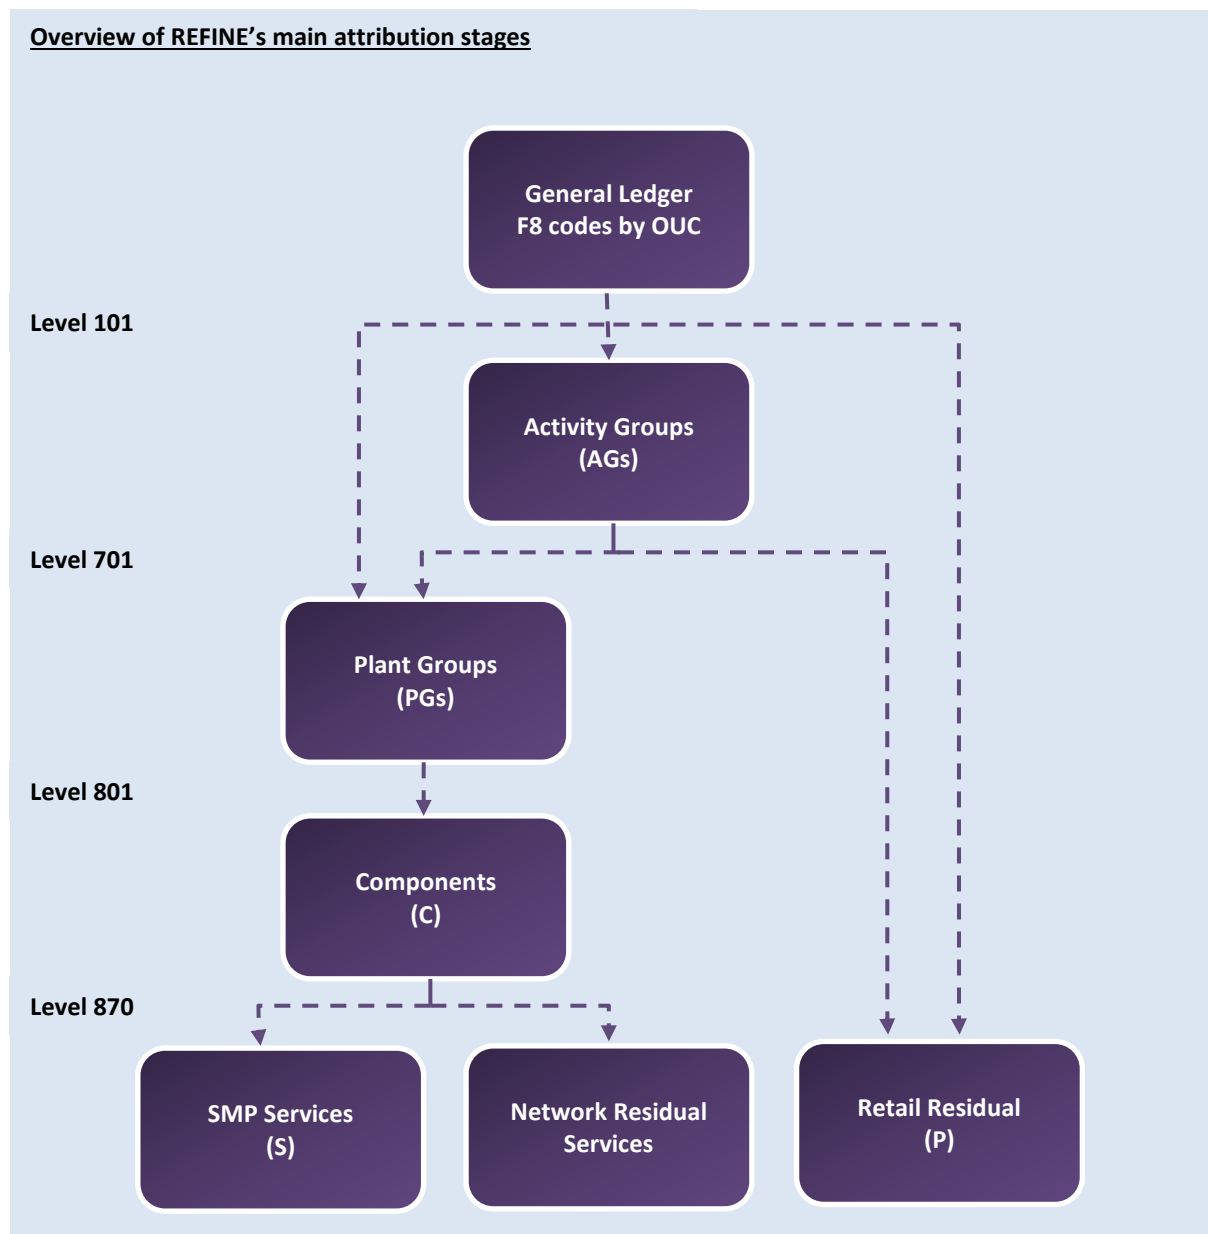 Overview of REFINE’s main attribution stages
General Ledger
F8 codes by OUC
Level 101
Activity Groups
(AGs)
Level 701
Plant Groups
(PGs)
Level 801
Components
(C)
Level 870
SMP Services
(S)
Network Residual
Services
Retail Residual
(P)